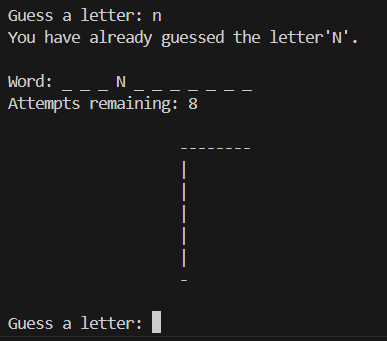 Guess a letter: n
You have already guessed the letter'N'.
Word: _ _ _ N _ _ _ _ _ _ _
Attempts remaining: 8
--------
|
|
|
|
|
-
Guess a letter: